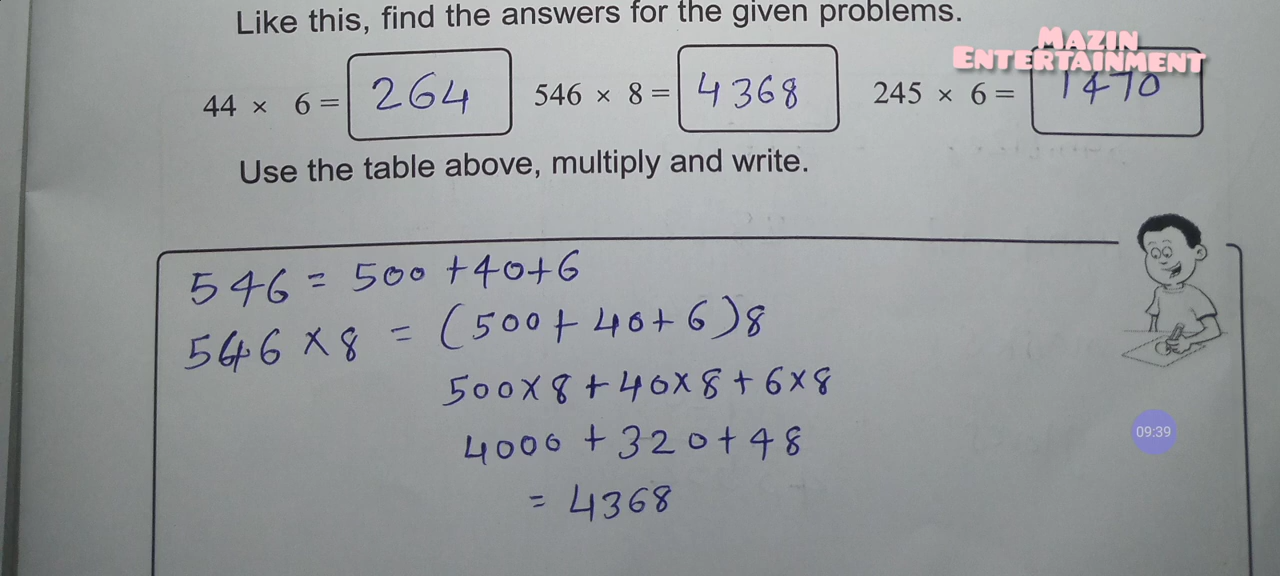 Like this, find the answers for the given problems.
MAZIN
ENTERTAINMENT
44 × 6 = 264 546 × 8 = 4368 245 × 6 = 1470
Use the table above, multiply and write.
546 = 500 + 40 + 6
546 × 8 = (500 + 40 + 6)8
500 × 8 + 40 × 8 + 6 × 8
4000 + 320 + 48
= 4368
09:39